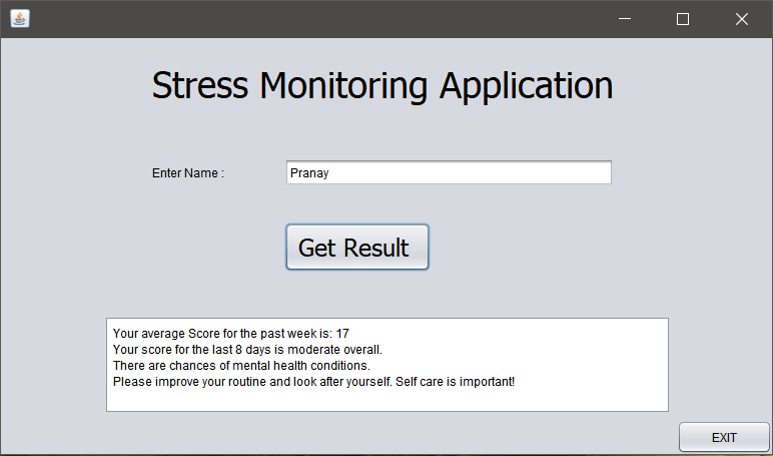 Stress Monitoring Application
Enter Name :
Pranay
Get Result
Your average Score for the past week is: 17
Your score for the last 8 days is moderate overall.
There are chances of mental health conditions.
Please improve your routine and look after yourself. Self care is important!
EXIT